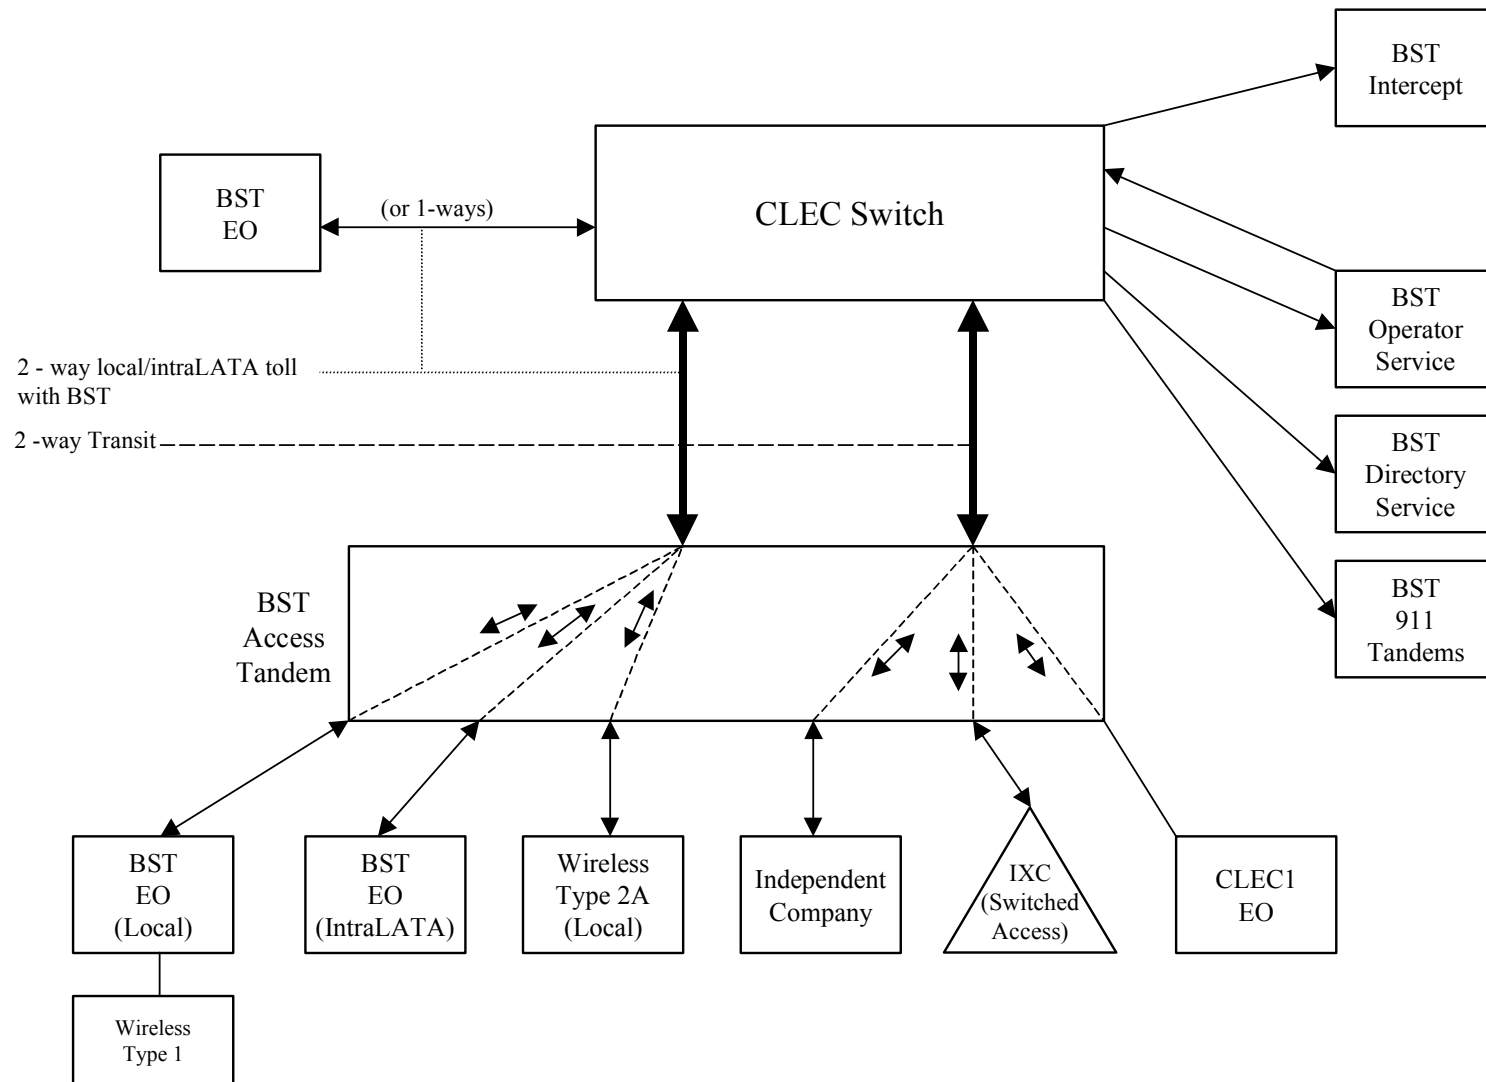 BST
Intercept
BST
EO
(or 1-ways)
CLEC Switch
BST
Operator
Service
2 - way local/intraLATA toll
with BST
2 -way Transit
BST
Directory
Service
BST
911
Tandems
BST
Access
Tandem
BST
EO
(Local)
BST
EO
(IntraLATA)
Wireless
Type 2A
(Local)
Independent
Company
IXC
(Switched
Access)
CLEC1
EO
Wireless
Type 1